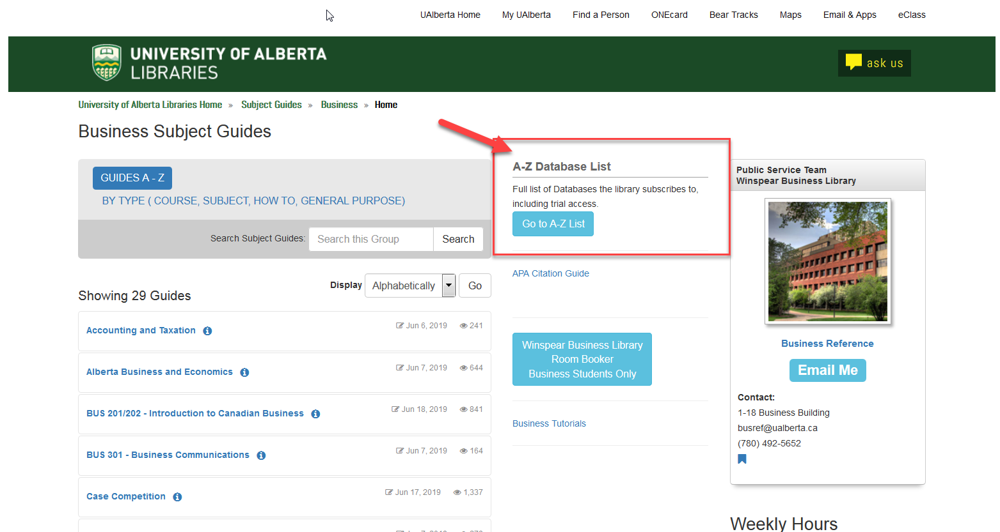 UAlberta Home My UAlberta Find a Person ONEcard Bear Tracks Maps Email & Apps eClass
UNIVERSITY OF ALBERTA
LIBRARIES
ask us
University of Alberta Libraries Home » Subject Guides » Business » Home
Business Subject Guides
GUIDES A - Z
BY TYPE ( COURSE, SUBJECT, HOW TO, GENERAL PURPOSE)
Search Subject Guides: Search this Group Search
Display Alphabetically Go
Showing 29 Guides
Accounting and Taxation Jun 6, 2019 241
Alberta Business and Economics Jun 7, 2019 644
BUS 201/202 - Introduction to Canadian Business Jun 18, 2019 841
BUS 301 - Business Communications Jun 7, 2019 164
Case Competition Jun 17, 2019 1,337
A-Z Database List
Full list of Databases the library subscribes to,
including trial access.
Go to A-Z List
APA Citation Guide
Winspear Business Library
Room Booker
Business Students Only
Business Tutorials
Public Service Team
Winspear Business Library
Business Reference
Email Me
Contact:
1-18 Business Building
busref@ualberta.ca
(780) 492-5652
Weekly Hours